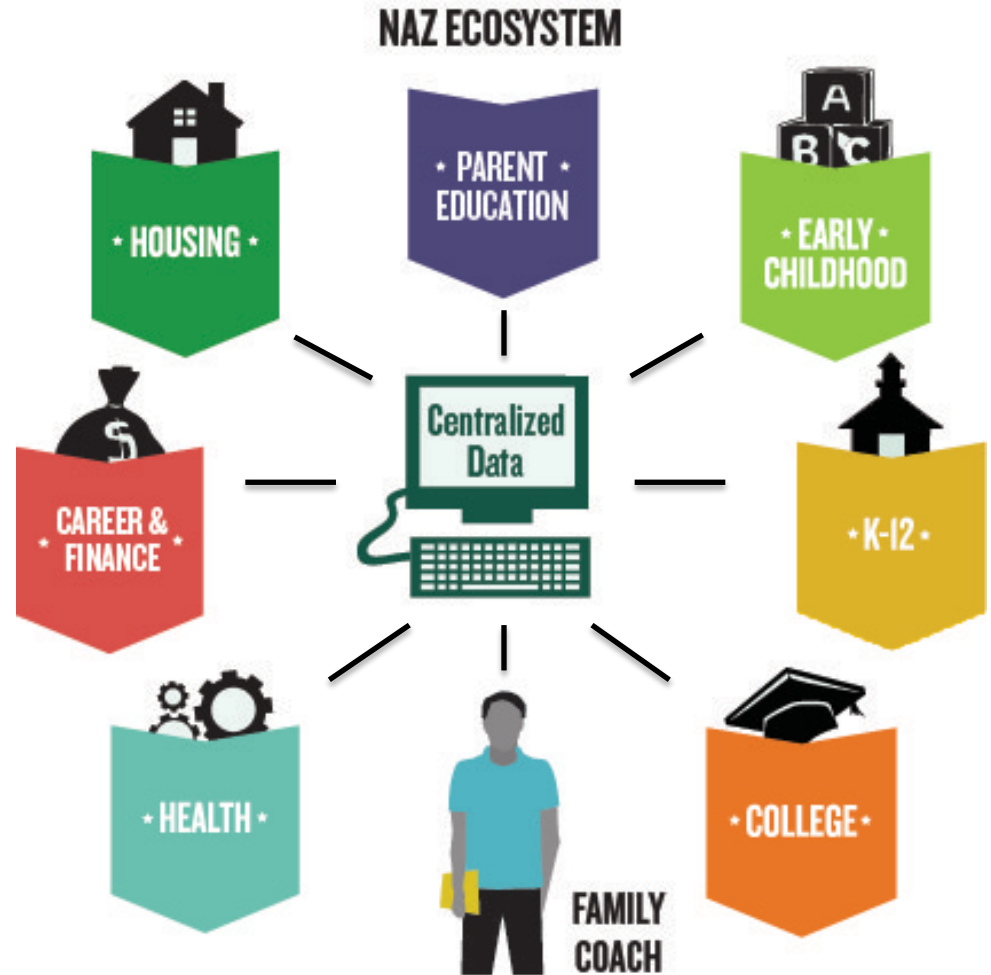 NAZ ECOSYSTEM
PARENT
EDUCATION
HOUSING
A
B C
EARLY
CHILDHOOD
Centralized
Data
$
CAREER &
FINANCE
K-12
HEALTH
COLLEGE
FAMILY
COACH